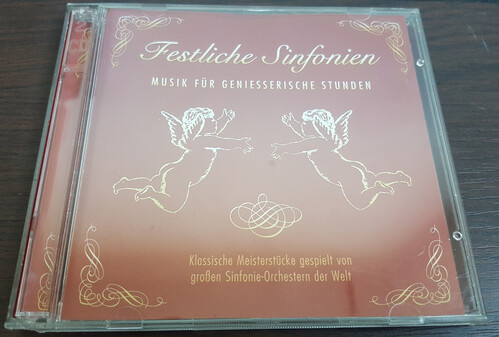 Festliche Sinfonien
MUSIK FÜR GENIESSERISCHE STUNDEN
Klassische Meisterstücke gespielt von
großen Sinfonie-Orchestern der Welt